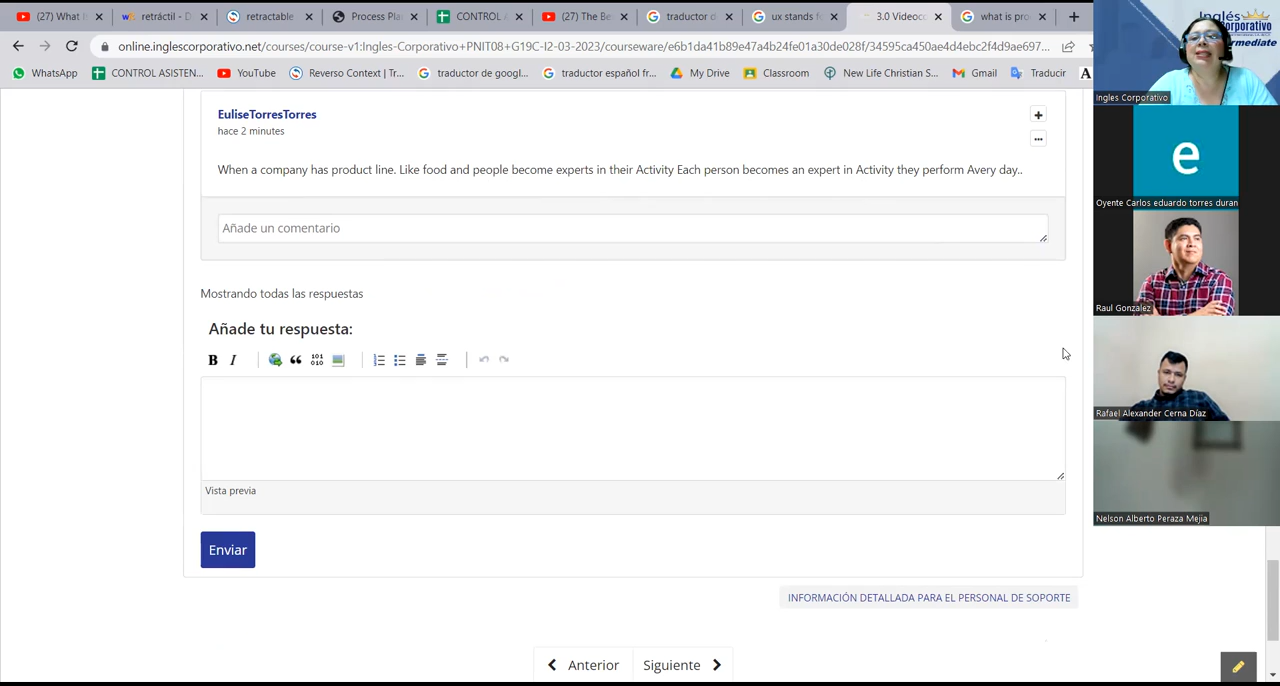 (27) What i
retráctil - D
retractable
Process Pla
CONTROL A
(27) The Be
traductor d
ux stands f
3.0 Videoc
what is pro
online.inglescorporativo.net/courses/course-v1:Ingles-Corporativo+PNIT08+G19C-I2-03-2023/courseware/e6b1da41b89e47a4b24fe01a30de028f/34595ca450ae4d4ebc2f4d9ae697...
WhatsApp
CONTROL ASISTEN...
YouTube
Reverso Context | Tr...
traductor de googl...
traductor español fr...
My Drive
Classroom
New Life Christian S...
Gmail
Traducir
EuliseTorresTorres
hace 2 minutes
When a company has product line. Like food and people become experts in their Activity Each person becomes an expert in Activity they perform Avery day..
Añade un comentario
Mostrando todas las respuestas
Añade tu respuesta:
B I
Vista previa
Enviar
INFORMACIÓN DETALLADA PARA EL PERSONAL DE SOPORTE
Anterior
Siguiente
Ingles Corporativo
e
Oyente Carlos eduardo torres duran
Raul Gonzalez
Rafael Alexander Cerna Díaz
Nelson Alberto Peraza Mejia